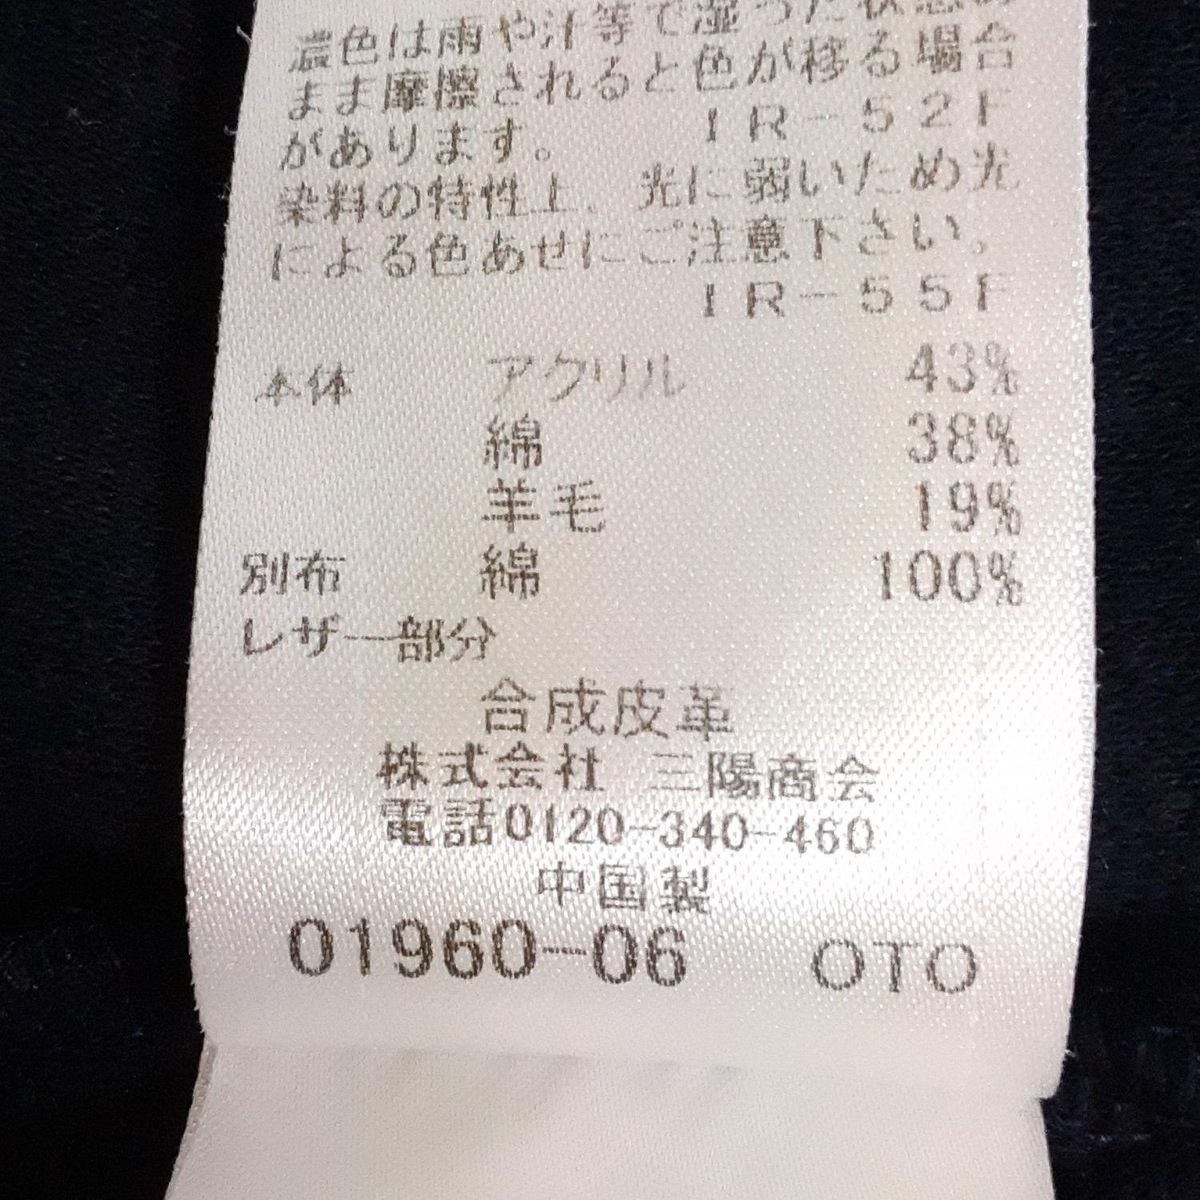 濃色は雨や汗等で湿った状態の
まま摩擦されると色が移る場合
があります。 IR-52F
染料の特性上、光に弱いため光
による色あせにご注意下さい。
IR-55F
本体 アクリル 43%
綿 38%
羊毛 19%
別布 綿 100%
レザー部分
合成皮革
株式会社 三陽商会
電話0120-340-460
中国製
01960-06 OTO